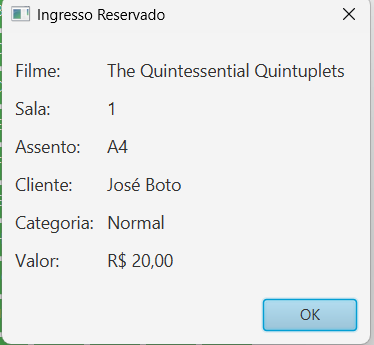 Ingresso Reservado
Filme: The Quintessential Quintuplets
Sala: 1
Assento: A4
Cliente: José Boto
Categoria: Normal
Valor: R$ 20,00
OK